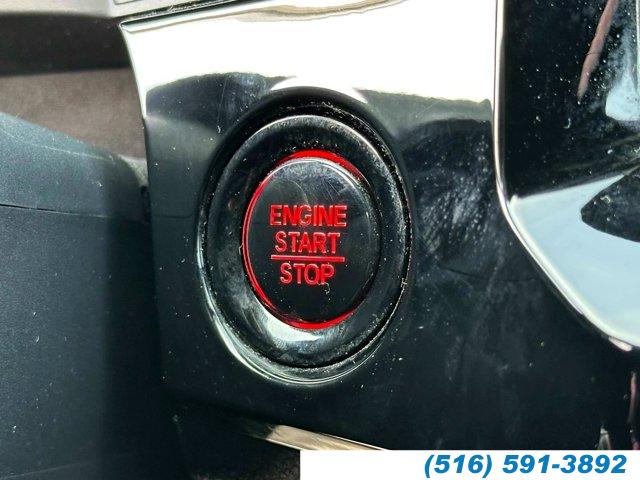 ENGINE
START
STOP
(516) 591-3892